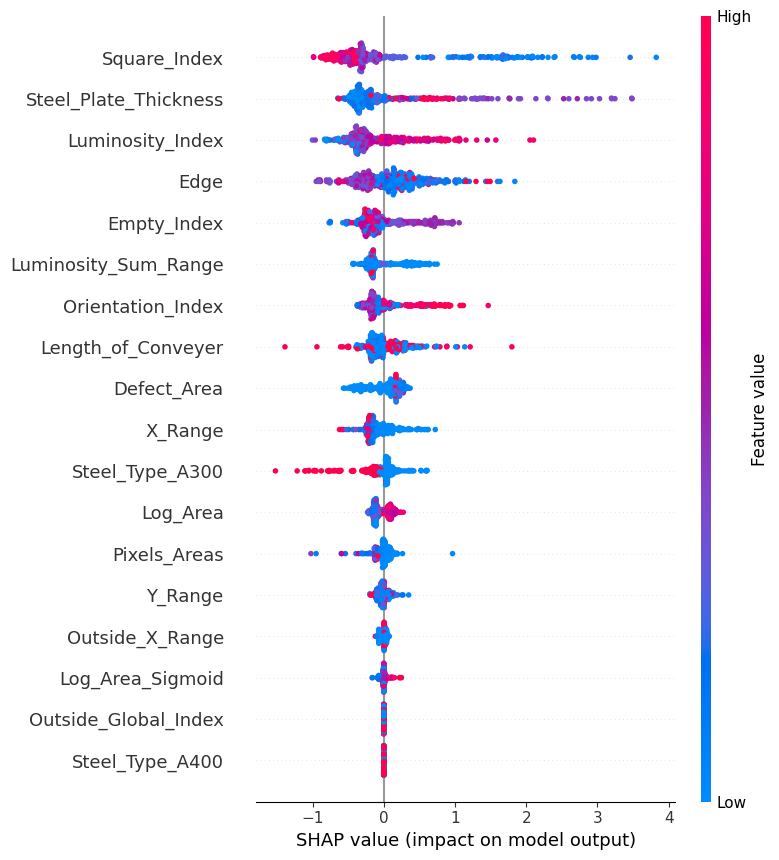 High
Square_Index
Steel_Plate_Thickness
Luminosity_Index
Edge
Empty_Index
Luminosity_Sum_Range
Orientation_Index
Length_of_Conveyer
Defect_Area
X_Range
Steel_Type_A300
Log_Area
Pixels_Areas
Y_Range
Outside_X_Range
Log_Area_Sigmoid
Outside_Global_Index
Steel_Type_A400
Feature value
Low
−1 0 1 2 3 4
SHAP value (impact on model output)